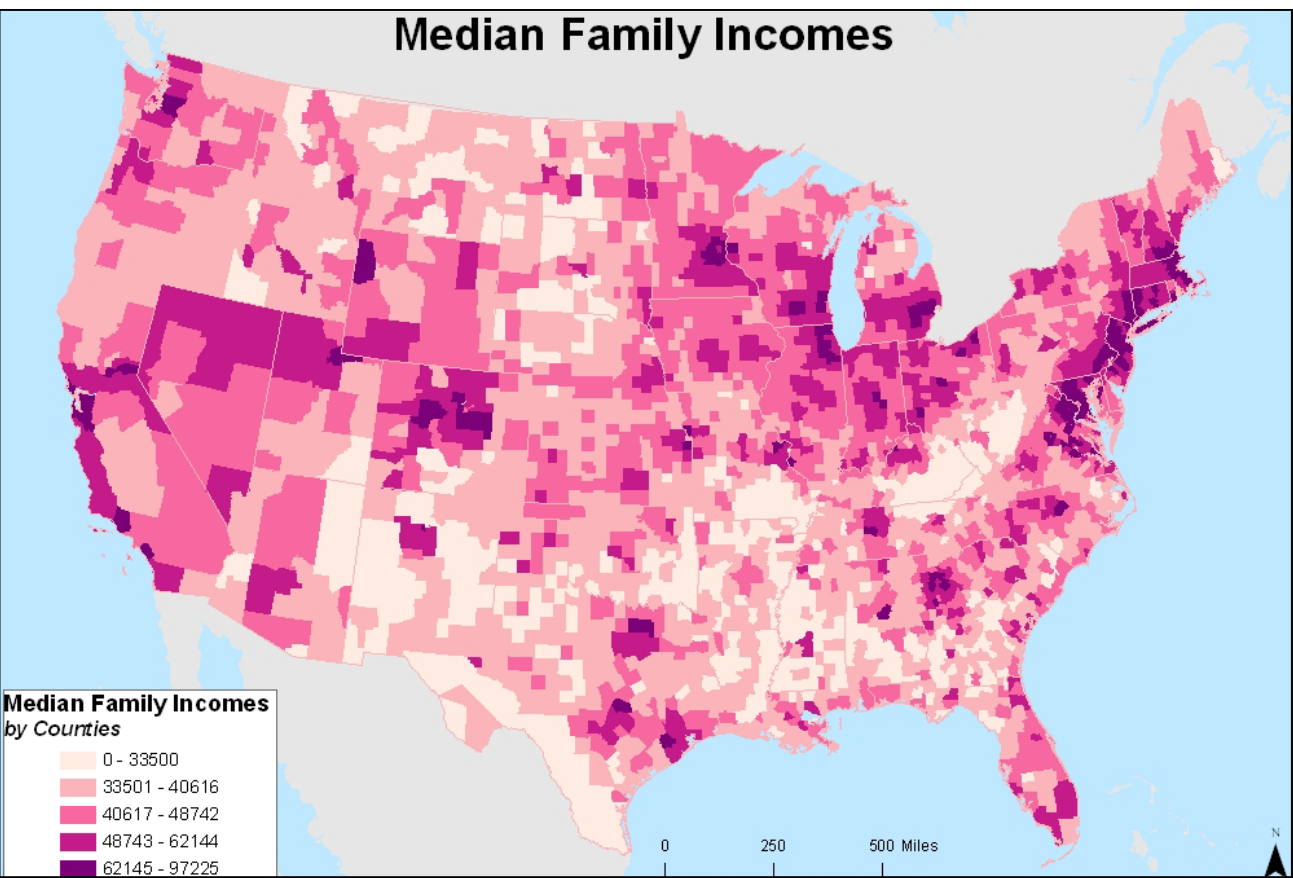 Median Family Incomes
Median Family Incomes
by Counties
0 - 33500
33501 - 40616
40617 - 48742
48743 - 62144
62145 - 97225
0 250 500 Miles
N